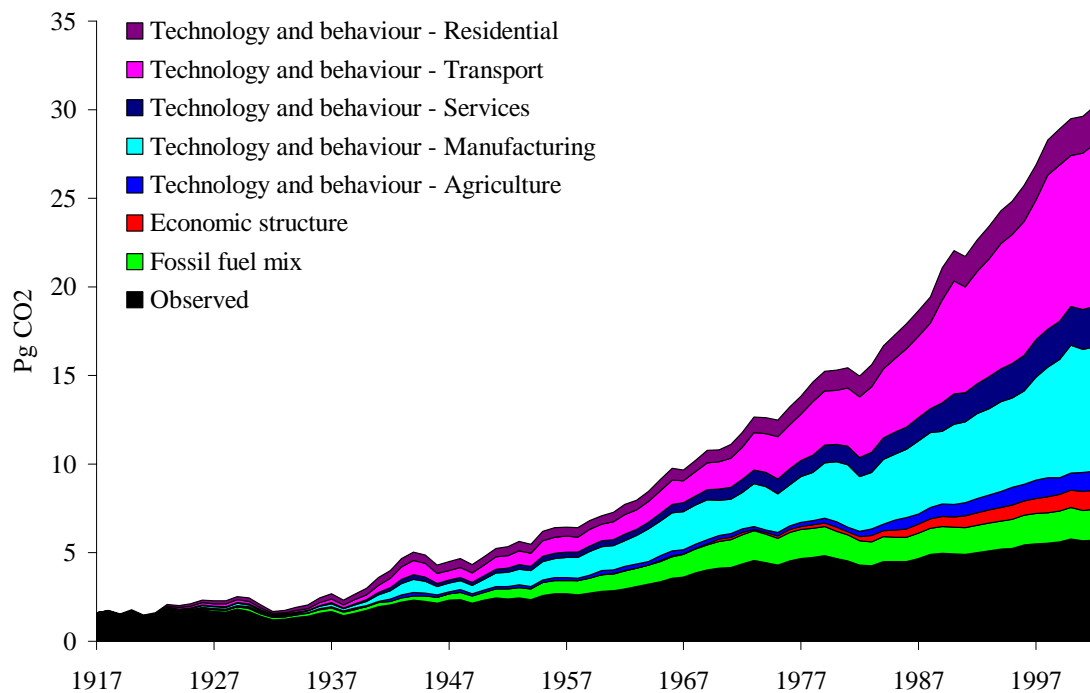 35
30
25
20
15
10
5
0
Pg CO2
Technology and behaviour - Residential
Technology and behaviour - Transport
Technology and behaviour - Services
Technology and behaviour - Manufacturing
Technology and behaviour - Agriculture
Economic structure
Fossil fuel mix
Observed
1917 1927 1937 1947 1957 1967 1977 1987 1997